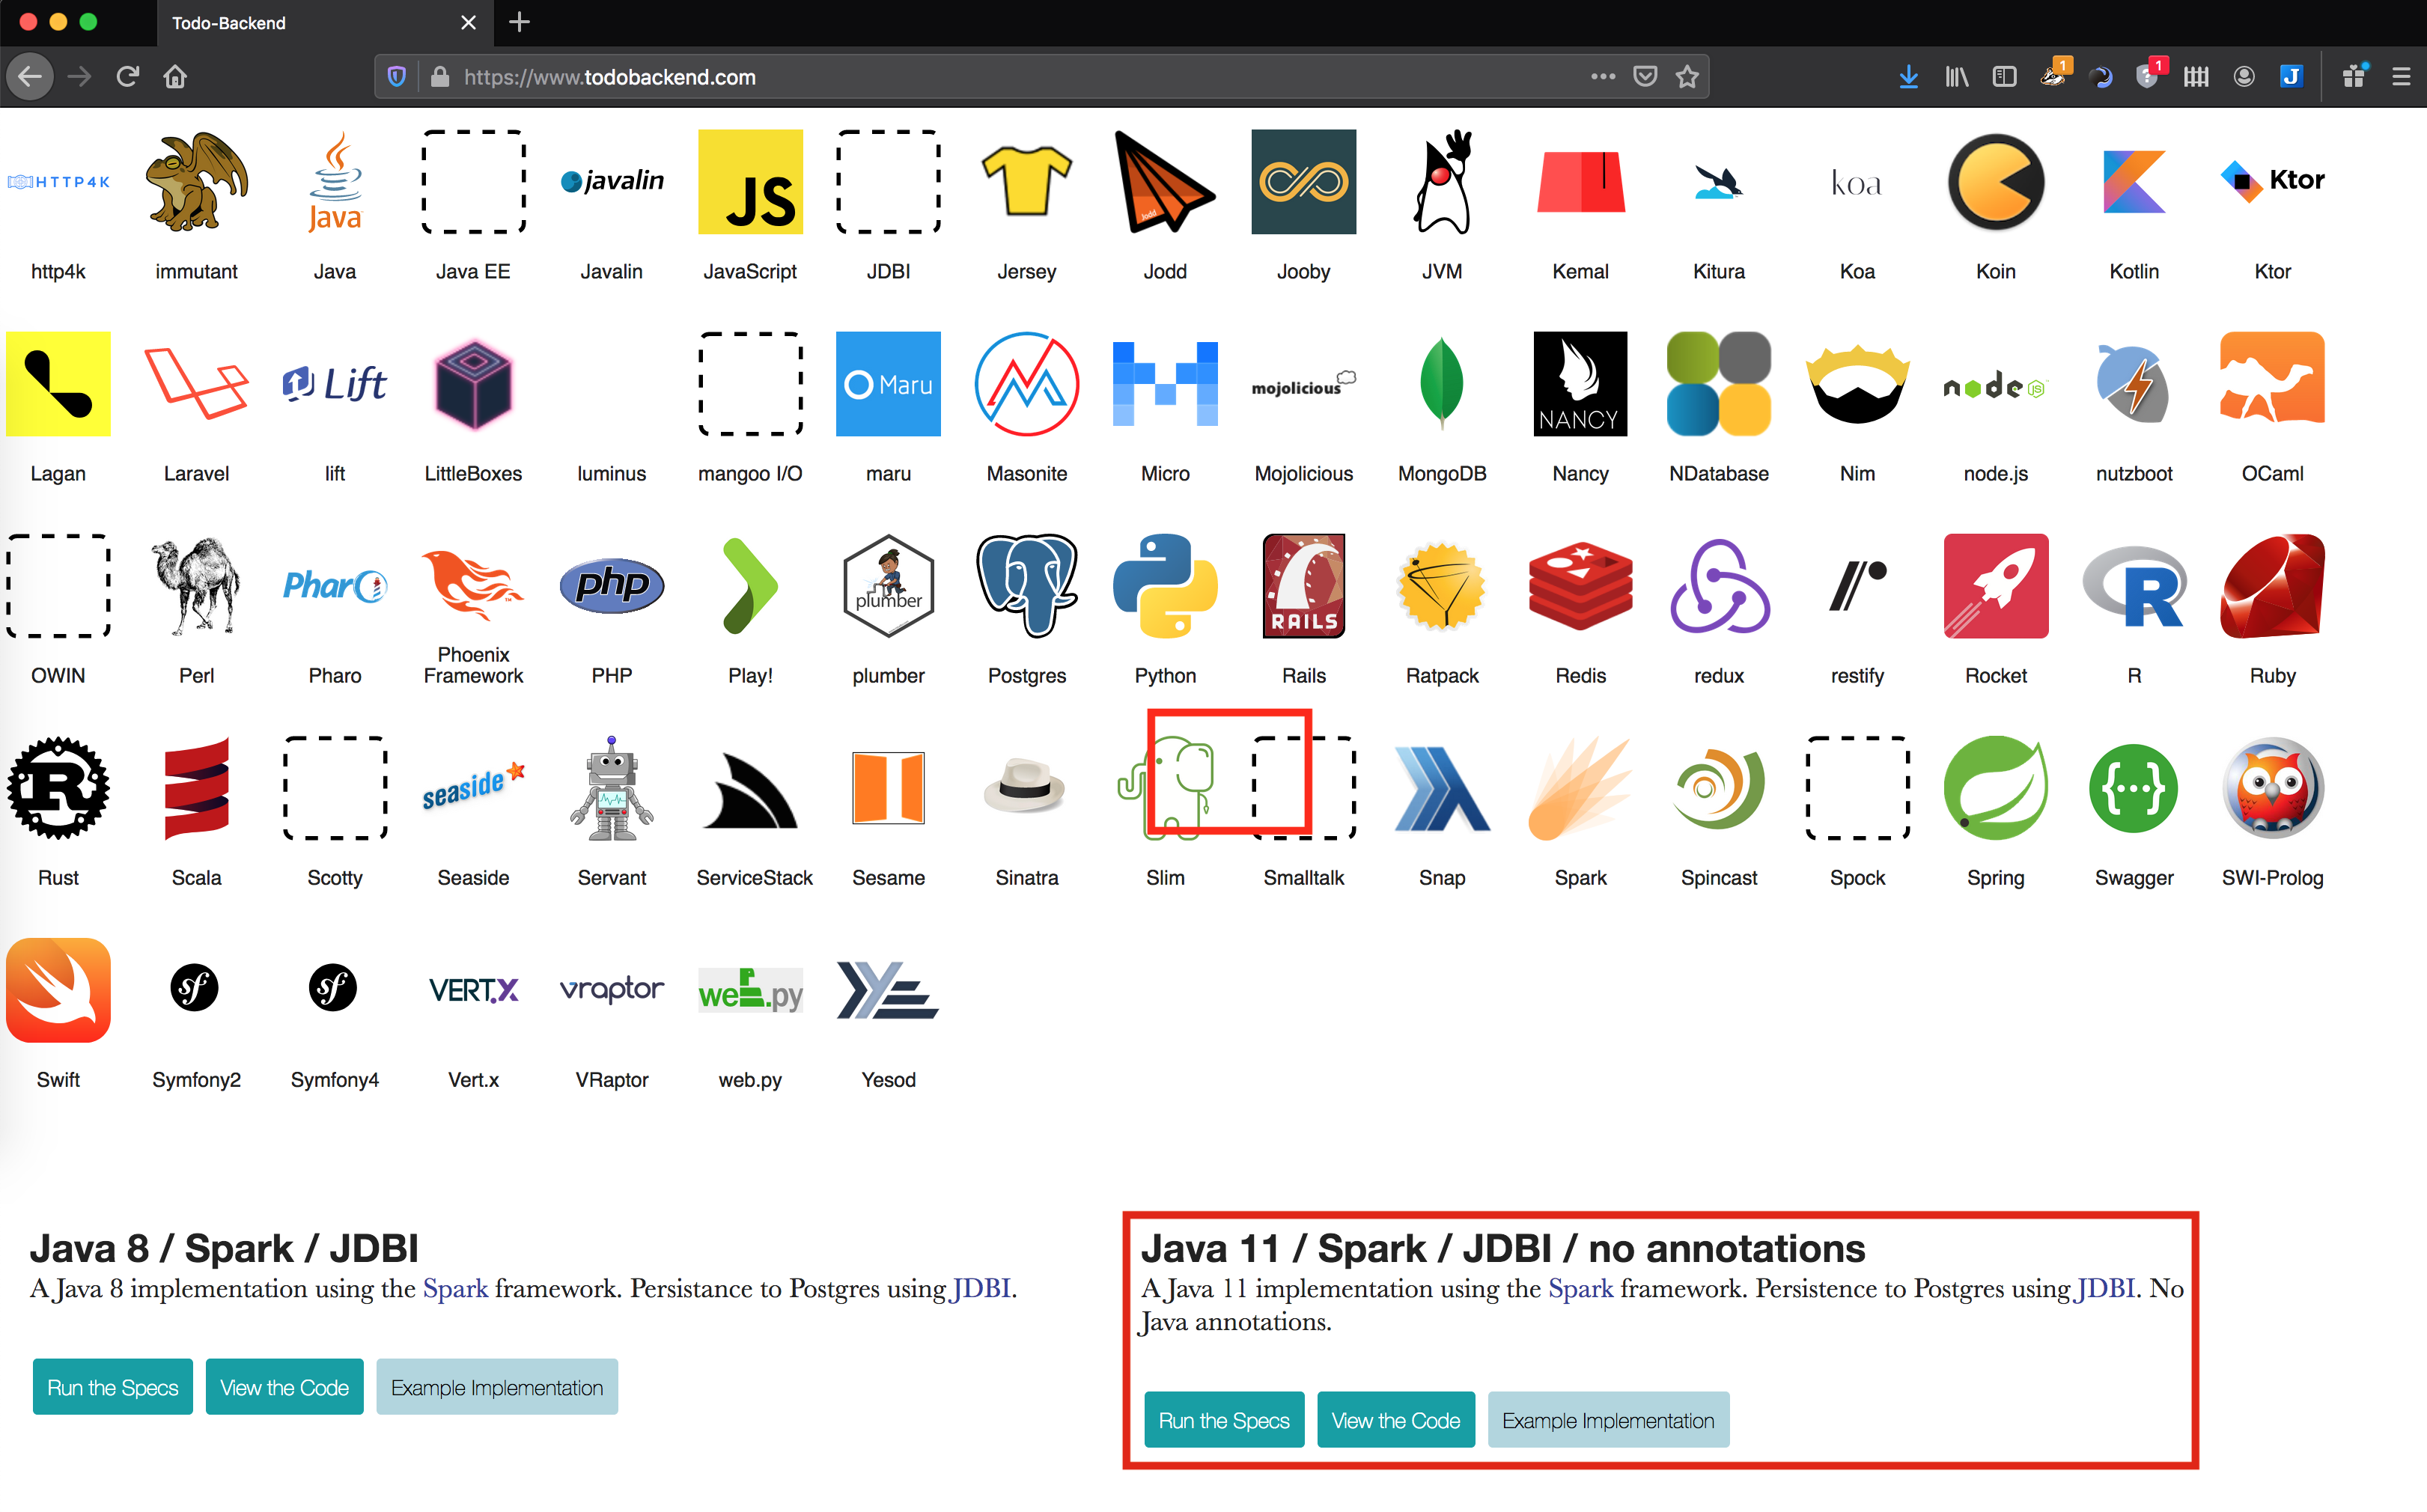 Todo-Backend
https://www.todobackend.com
1
1
J
HTTP4K
Java
javalin
JS
Jodd
koa
Ktor
http4k
immutant
Java
Java EE
Javalin
JavaScript
JDBI
Jersey
Jodd
Jooby
JVM
Kemal
Kitura
Koa
Koin
Kotlin
Ktor
Lift
Maru
mojolicious
NANCY
node
JS
Lagan
Laravel
lift
LittleBoxes
luminus
mangoo I/O
maru
Masonite
Micro
Mojolicious
MongoDB
Nancy
NDatabase
Nim
node.js
nutzboot
OCaml
Pharo
php
plumber
RAILS
R
OWIN
Perl
Pharo
Phoenix
Framework
PHP
Play!
plumber
Postgres
Python
Rails
Ratpack
Redis
redux
restify
Rocket
R
Ruby
R
seaside
{...}
Rust
Scala
Scotty
Seaside
Servant
ServiceStack
Sesame
Sinatra
Slim
Smalltalk
Snap
Spark
Spincast
Spock
Spring
Swagger
SWI-Prolog
sf
sf
VERT.X
vraptor
web.py
Swift
Symfony2
Symfony4
Vert.x
VRaptor
web.py
Yesod
Java 8 / Spark / JDBI
A Java 8 implementation using the Spark framework. Persistance to Postgres using JDBI.
Run the Specs
View the Code
Example Implementation
Java 11 / Spark / JDBI / no annotations
A Java 11 implementation using the Spark framework. Persistence to Postgres using JDBI. No
Java annotations.
Run the Specs
View the Code
Example Implementation